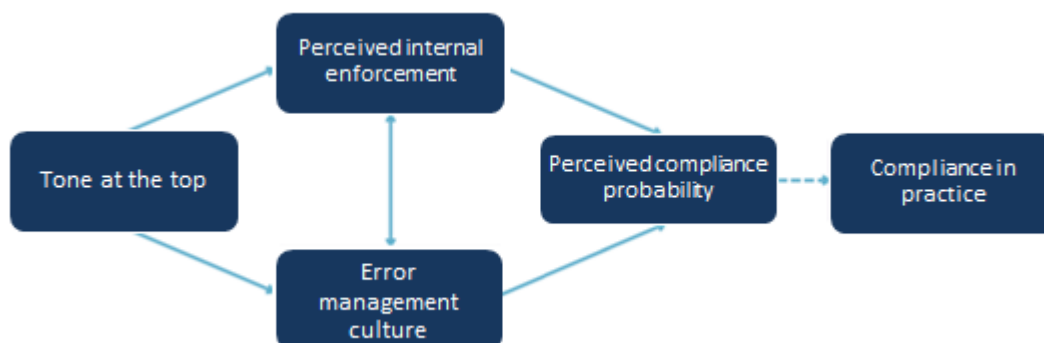 Perceived internal
enforcement
Tone at the top
Perceived compliance
probability
Compliance in
practice
Error
management
culture